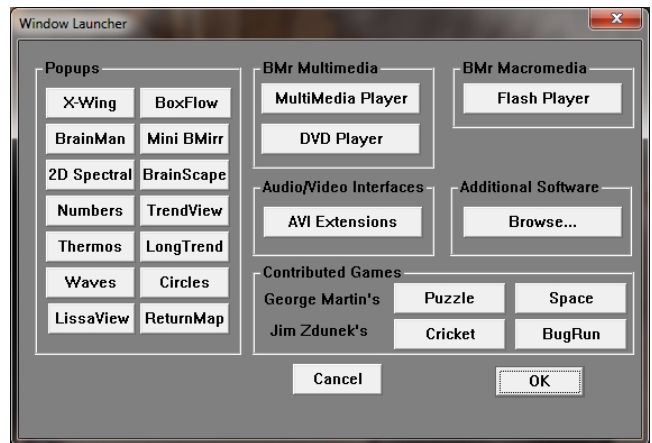 Window Launcher
Popups
X-Wing BoxFlow
BrainMan Mini BMirr
2D Spectral BrainScape
Numbers TrendView
Thermos LongTrend
Waves Circles
LissaView ReturnMap
BMr Multimedia
MultiMedia Player
DVD Player
BMr Macromedia
Flash Player
Audio/Video Interfaces
AVI Extensions
Additional Software
Browse...
Contributed Games
George Martin's Puzzle Space
Jim Zdunek's Cricket BugRun
Cancel OK